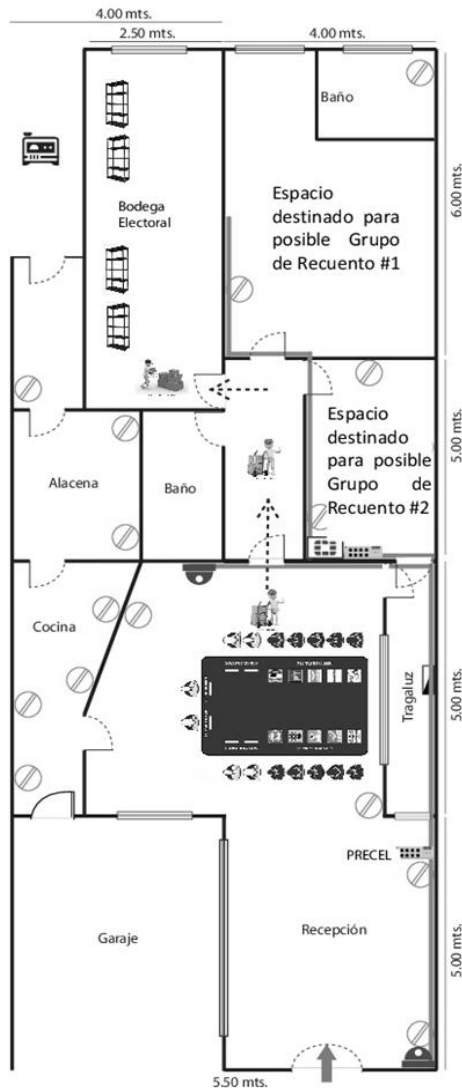 4.00 mts.
2.50 mts.
4.00 mts.
Baño
6.00 mts.
Bodega
Electoral
Espacio
destinado para
posible Grupo
de Recuento #1
Espacio
destinado
para posible
Grupo de
Recuento #2
5.00 mts.
Alacena
Baño
Cocina
Tragaluz
5.00 mts.
PRECEL
Garaje
Recepción
5.00 mts.
5.50 mts.